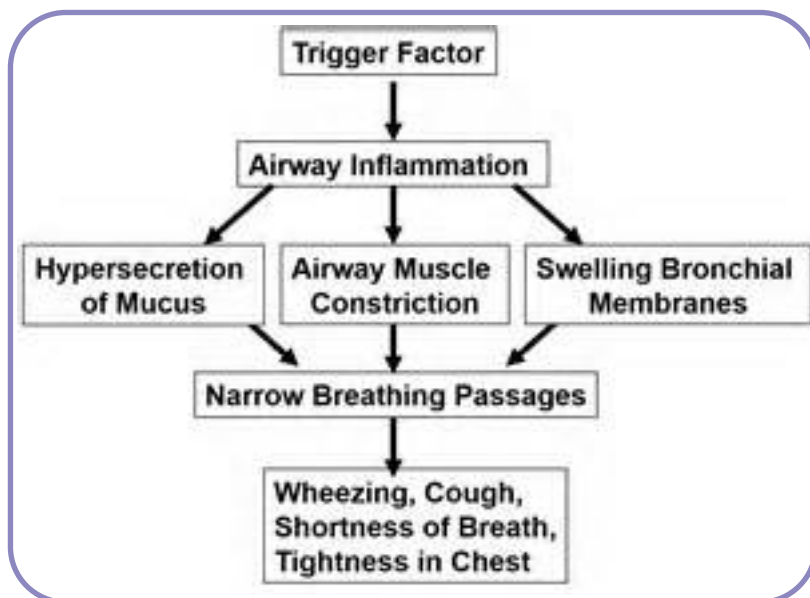 Trigger Factor
Airway Inflammation
Hypersecretion
of Mucus
Airway Muscle
Constriction
Swelling Bronchial
Membranes
Narrow Breathing Passages
Wheezing, Cough,
Shortness of Breath,
Tightness in Chest